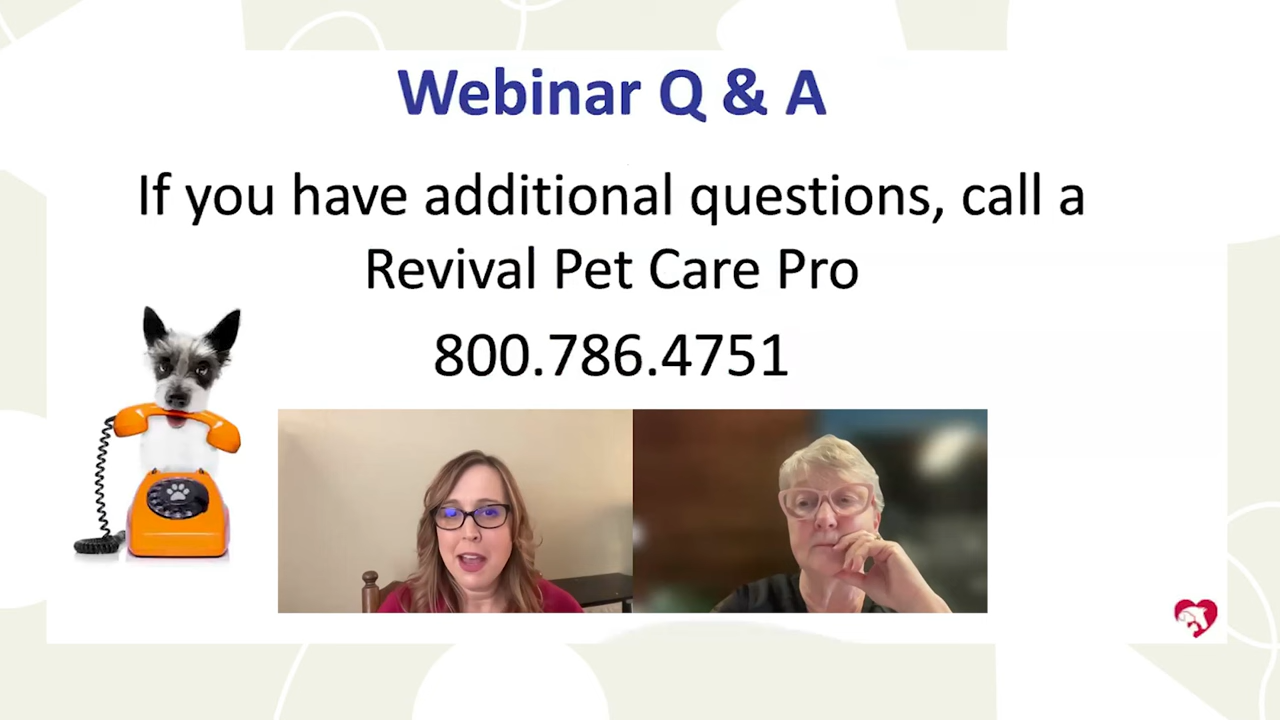 Webinar Q & A
If you have additional questions, call a
Revival Pet Care Pro
800.786.4751